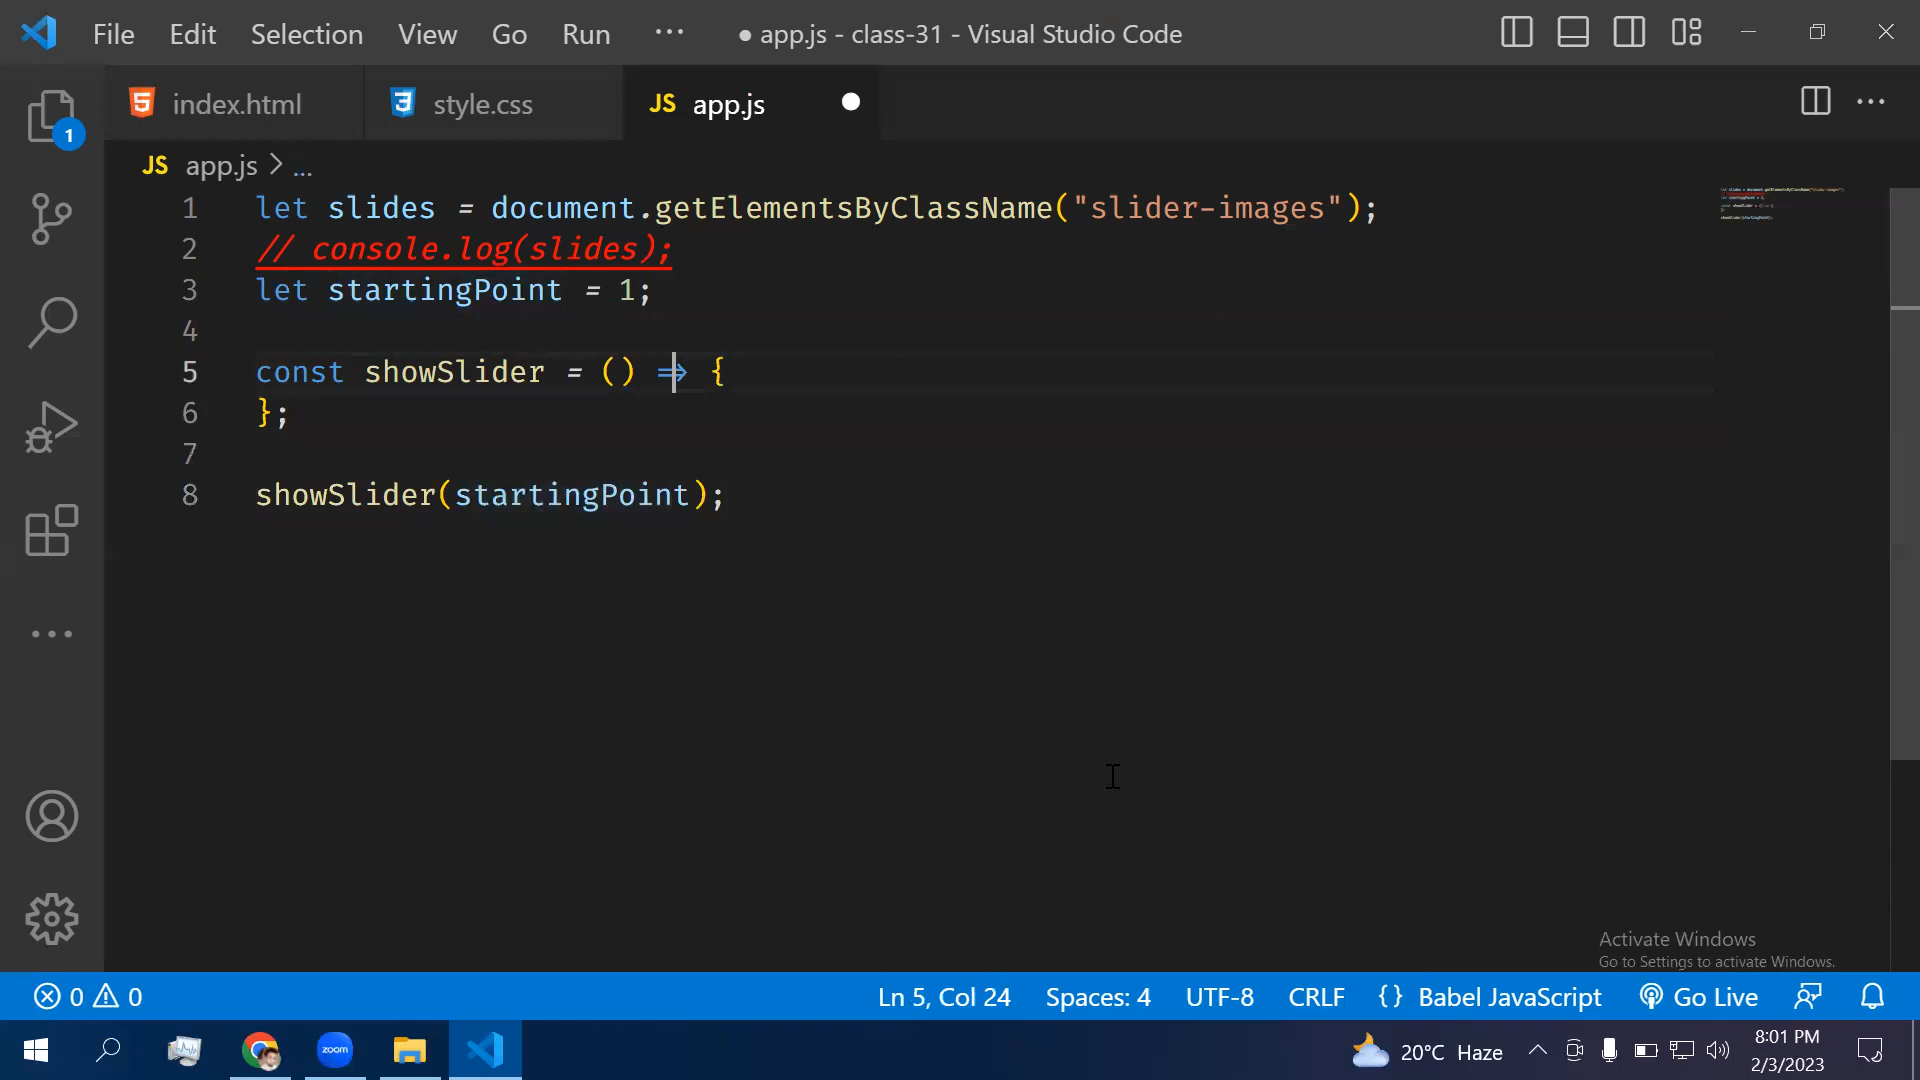 File Edit Selection View Go Run ··· ● app.js - class-31 - Visual Studio Code
index.html
style.css
JS app.js
1
JS app.js > ...
1 let slides = document.getElementsByClassName("slider-images");
2 // console.log(slides);
3 let startingPoint = 1;
4
5 const showSlider = () => {
6 };
7
8 showSlider(startingPoint);
Activate Windows
Go to Settings to activate Windows.
0 0 Ln 5, Col 24 Spaces: 4 UTF-8 CRLF {} Babel JavaScript Go Live
zoom
20°C Haze
8:01 PM
2/3/2023